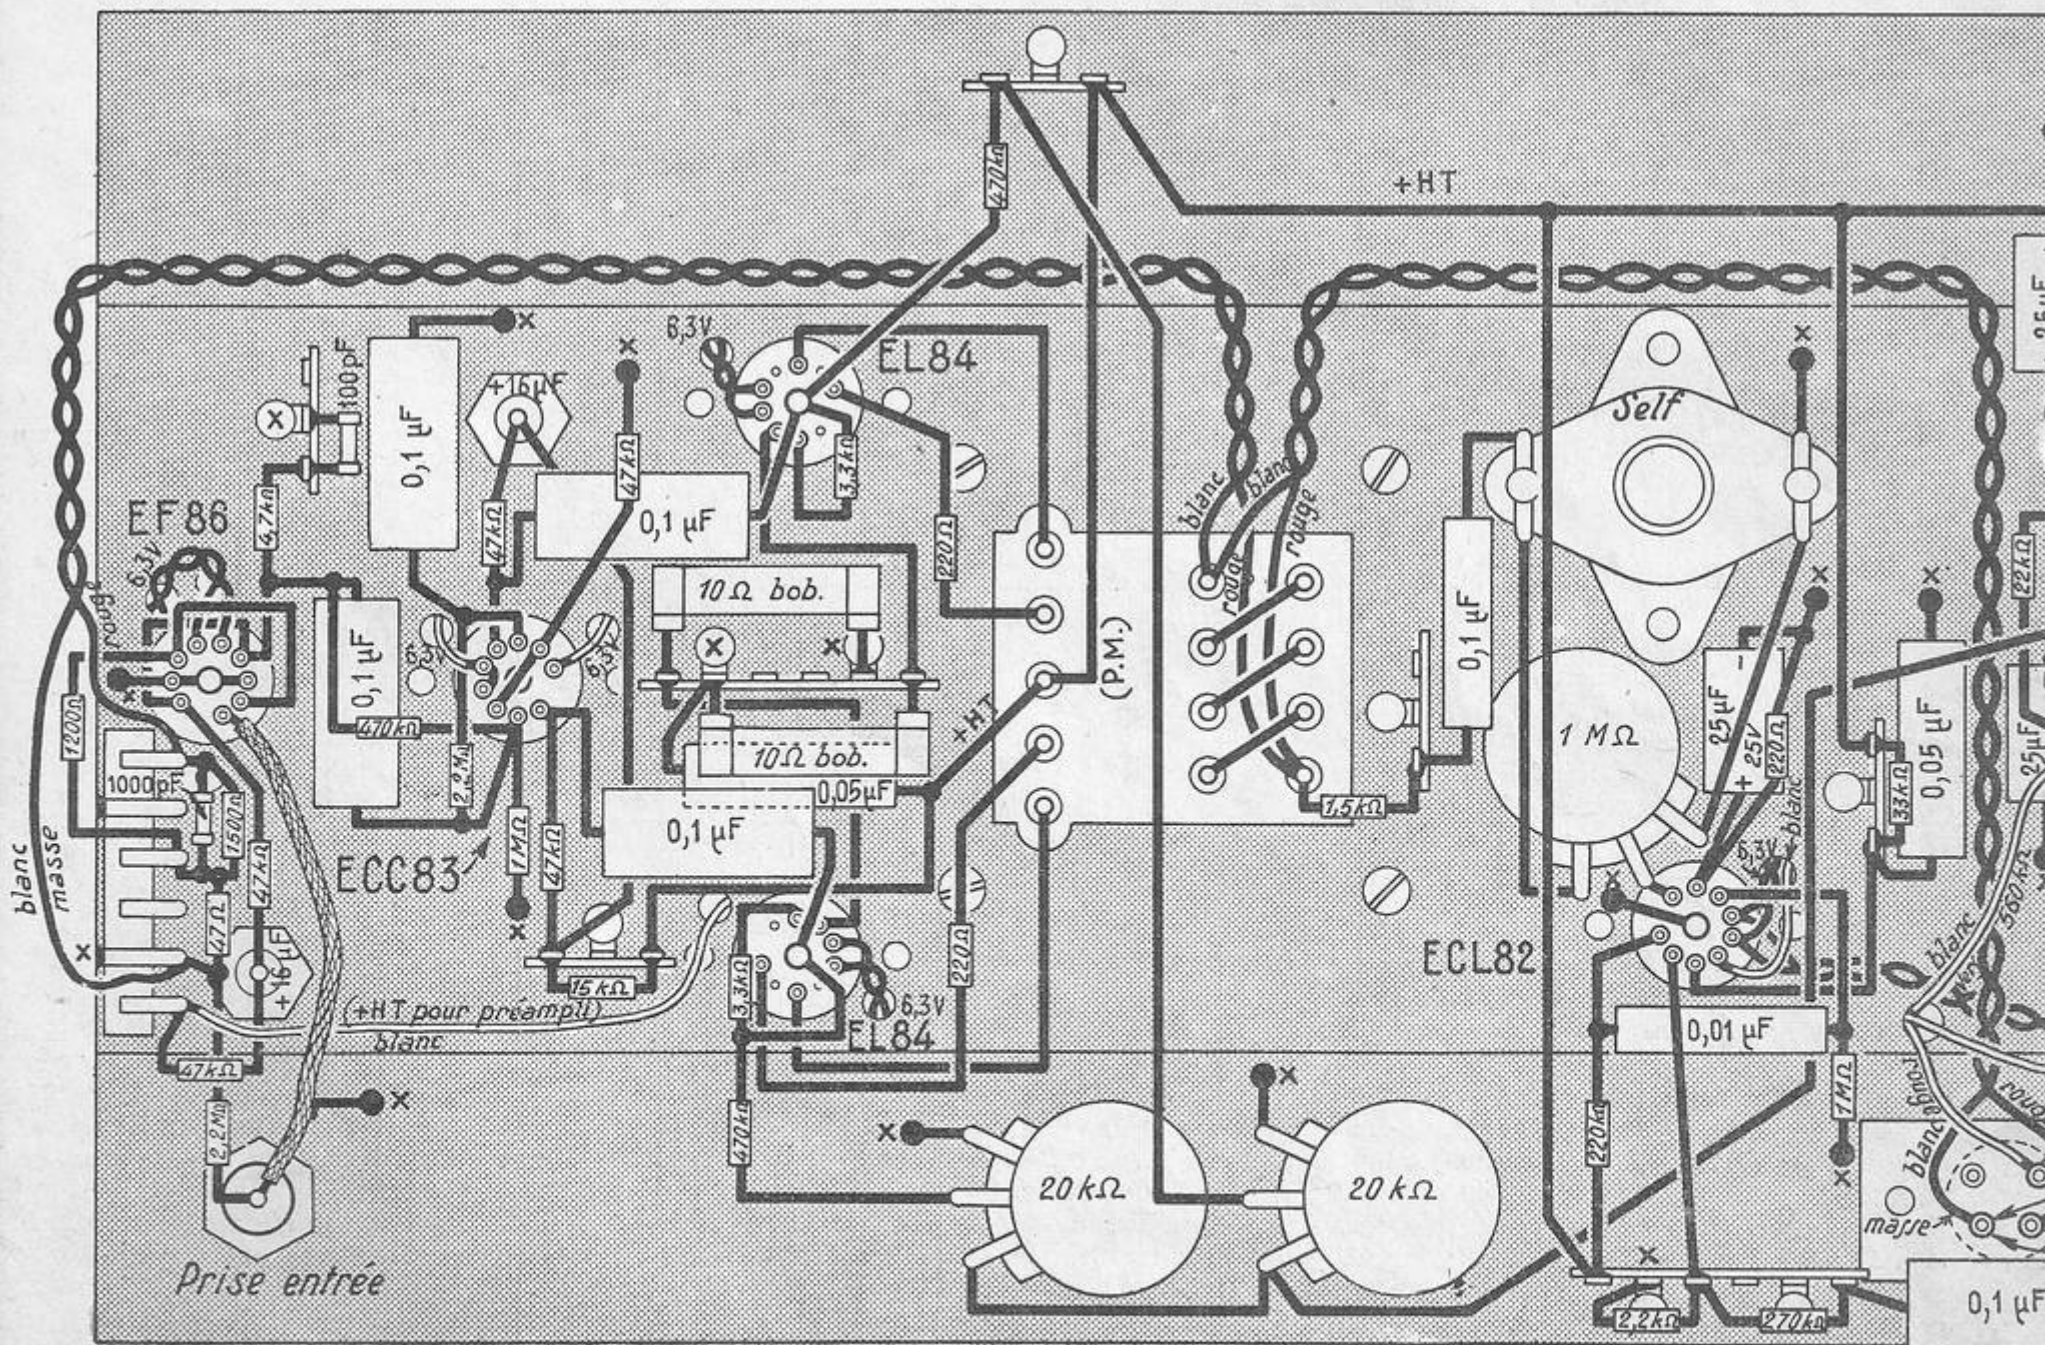 +HT
470kΩ
6,3V
EL84
100pF
+16µF
0,1 µF
47kΩ
3,3kΩ
Self
25µF
EF86
4,7kΩ
47kΩ
0,1 µF
220Ω
blanc
blanc
rouge
rouge
0,1 µF
22kΩ
6,3V
rouge
10Ω bob.
0,1 µF
6,3V
6,3V
(P.M.)
1 MΩ
25µF
25V
220Ω
0,05 µF
1200Ω
470kΩ
2,2MΩ
+HT
10Ω bob.
0,05µF
1000pF
1500Ω
1,5kΩ
33kΩ
25µF
blanc
0,1 µF
ECC83
1MΩ
47kΩ
47kΩ
6,3V
560kΩ
blanc
masse
47Ω
+16µF
3,3kΩ
220Ω
ECL82
blanc
15kΩ
6,3V
(+HT pour préampli)
blanc
EL84
0,01 µF
47kΩ
2,2MΩ
470kΩ
220kΩ
1MΩ
rouge
blanc
20kΩ
20kΩ
masse
Prise entrée
2,2kΩ
270kΩ
0,1 µF